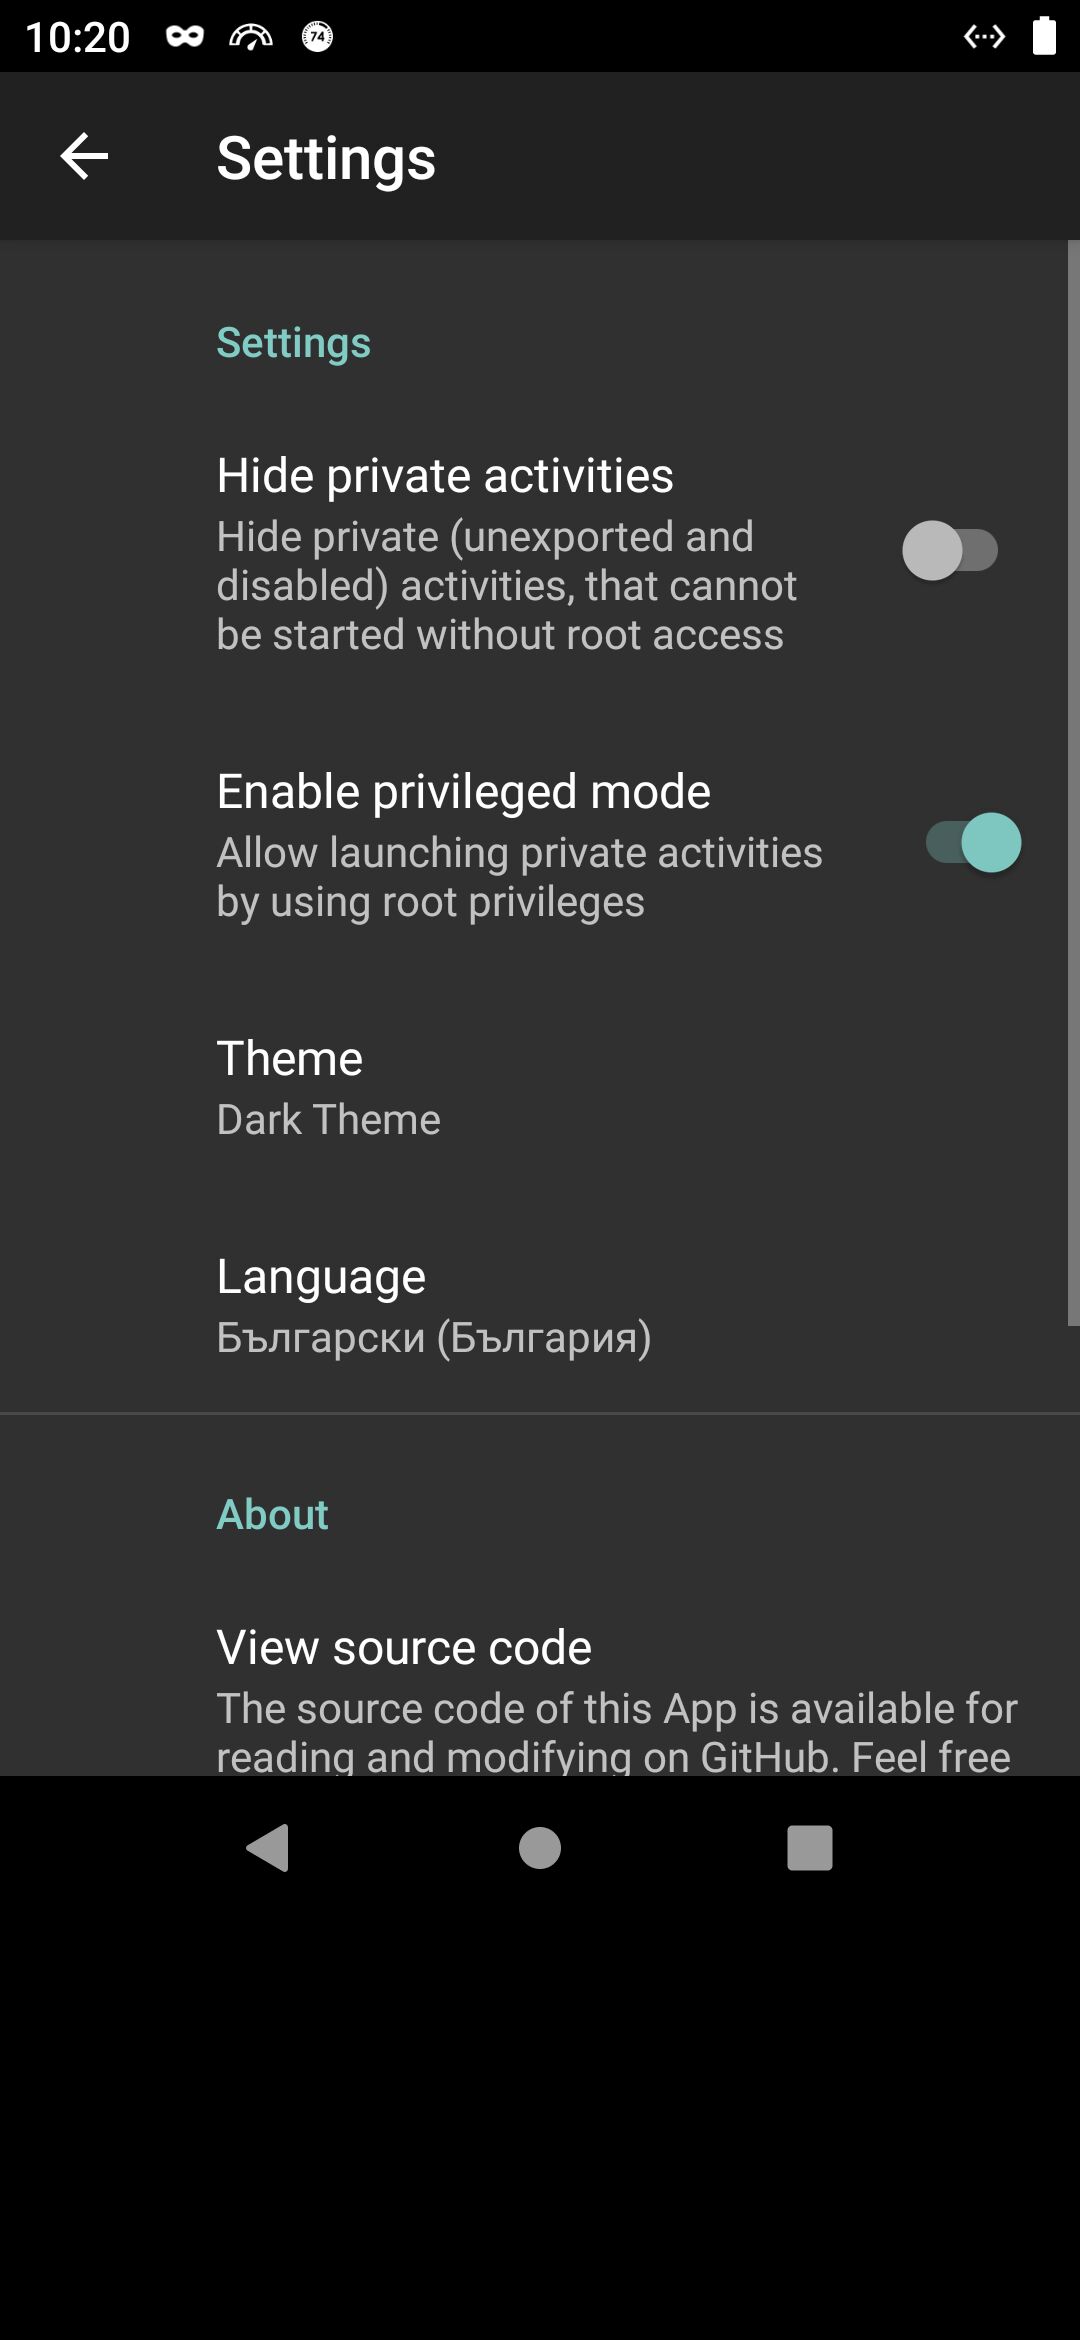 10:20
74
Settings
Settings
Hide private activities
Hide private (unexported and
disabled) activities, that cannot
be started without root access
Enable privileged mode
Allow launching private activities
by using root privileges
Theme
Dark Theme
Language
Български (България)
About
View source code
The source code of this App is available for
reading and modifying on GitHub. Feel free